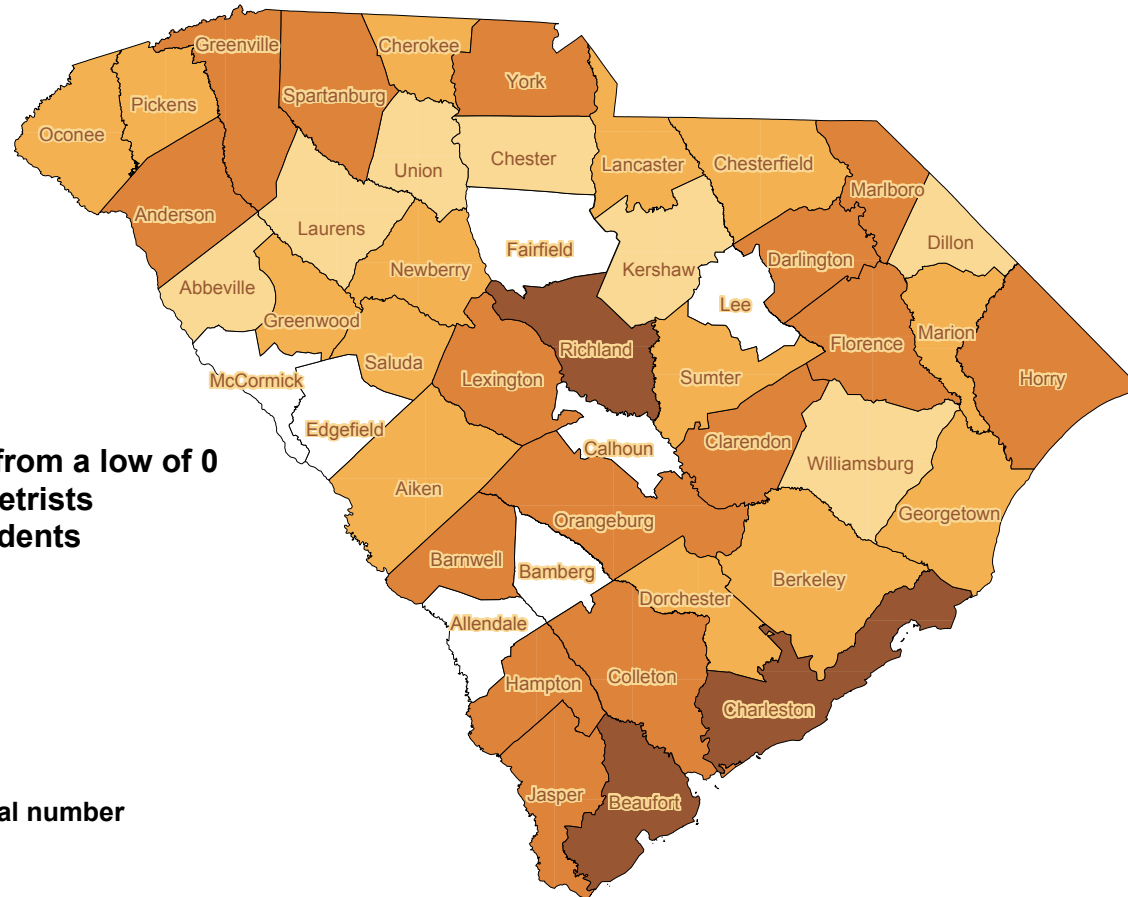 Greenville
Cherokee
York
Spartanburg
Pickens
Oconee
Union
Chester
Lancaster
Chesterfield
Marlboro
Anderson
Laurens
Fairfield
Kershaw
Darlington
Dillon
Abbeville
Newberry
Greenwood
Lee
Marion
Saluda
Richland
Florence
McCormick
Lexington
Sumter
Horry
Edgefield
Calhoun
Clarendon
Williamsburg
from a low of 0
etrists
dents
Aiken
Orangeburg
Georgetown
Barnwell
Bamberg
Berkeley
Dorchester
Allendale
Hampton
Colleton
Charleston
Jasper
Beaufort
al number